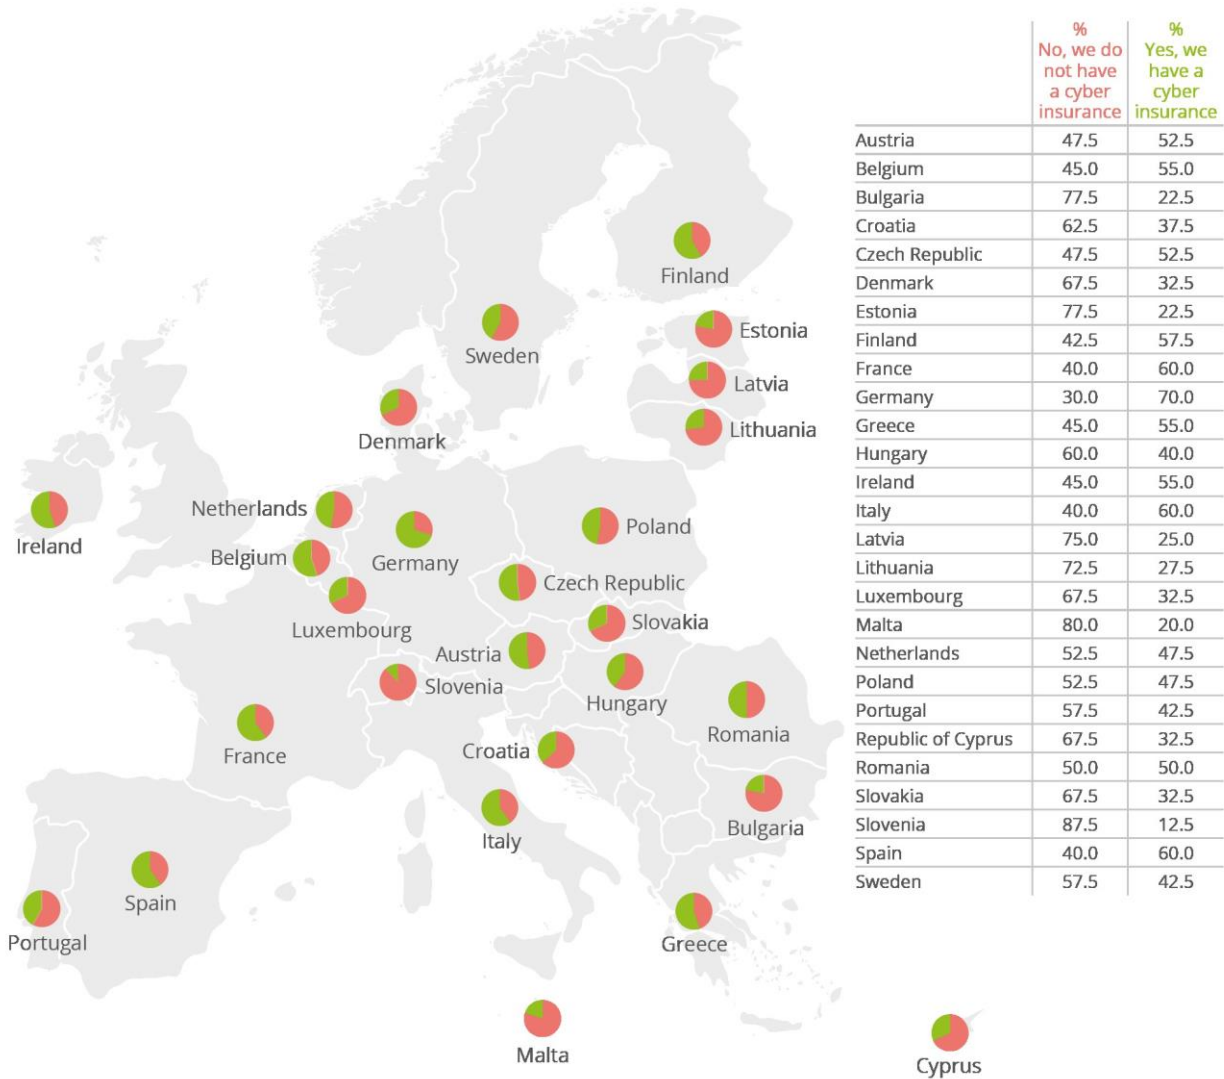 %
No, we do
not have
a cyber
insurance
%
Yes, we
have a
cyber
insurance
Austria 47.5 52.5
Belgium 45.0 55.0
Bulgaria 77.5 22.5
Croatia 62.5 37.5
Czech Republic 47.5 52.5
Denmark 67.5 32.5
Estonia 77.5 22.5
Finland 42.5 57.5
France 40.0 60.0
Germany 30.0 70.0
Greece 45.0 55.0
Hungary 60.0 40.0
Ireland 45.0 55.0
Italy 40.0 60.0
Latvia 75.0 25.0
Lithuania 72.5 27.5
Luxembourg 67.5 32.5
Malta 80.0 20.0
Netherlands 52.5 47.5
Poland 52.5 47.5
Portugal 57.5 42.5
Republic of Cyprus 67.5 32.5
Romania 50.0 50.0
Slovakia 67.5 32.5
Slovenia 87.5 12.5
Spain 40.0 60.0
Sweden 57.5 42.5
Finland
Estonia
Sweden
Latvia
Lithuania
Denmark
Netherlands
Poland
Ireland
Belgium
Germany
Czech Republic
Luxembourg
Slovakia
Austria
Slovenia
Hungary
Romania
France
Croatia
Bulgaria
Italy
Spain
Portugal
Greece
Malta
Cyprus